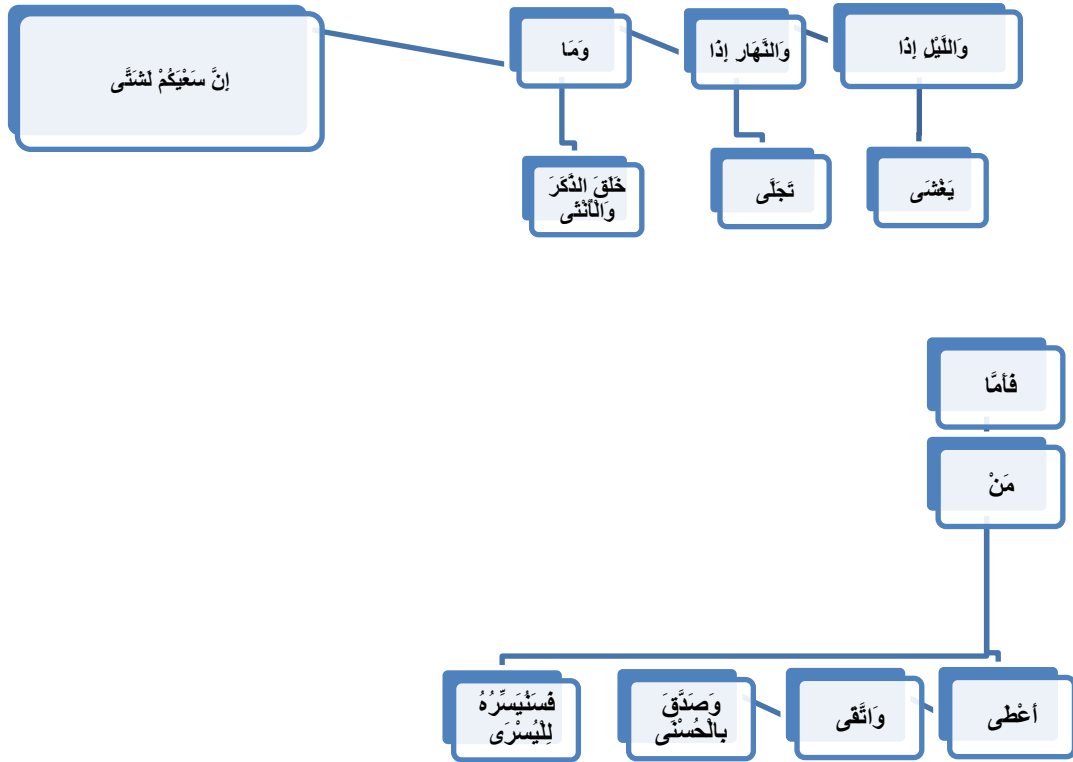 وَاللَّيْلِ إِذَا
وَالنَّهَار إِذَا
وَمَا
إِنَّ سَعْيَكُمْ لَشَتَّى
يَغْشَى
تَجَلَّى
خَلَقَ الذَّكَرَ
وَالْأُنْثَى
فَأَمَّا
مَنْ
أَعْطَى
وَاتَّقَى
وَصَدَّقَ
بِالْحُسْنَى
فَسَنُيَسِّرُهُ
لِلْيُسْرَى